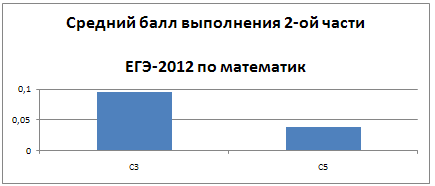 Средний балл выполнения 2-ой части
ЕГЭ-2012 по математик
0,1
0,05
0
С3
С5